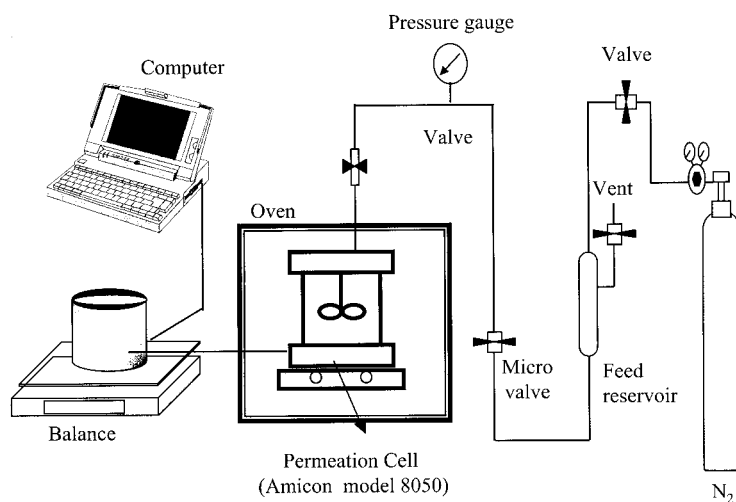 Pressure gauge
Valve
Computer
Valve
Vent
Oven
Micro
valve
Feed
reservoir
Balance
Permeation Cell
(Amicon model 8050)
N2